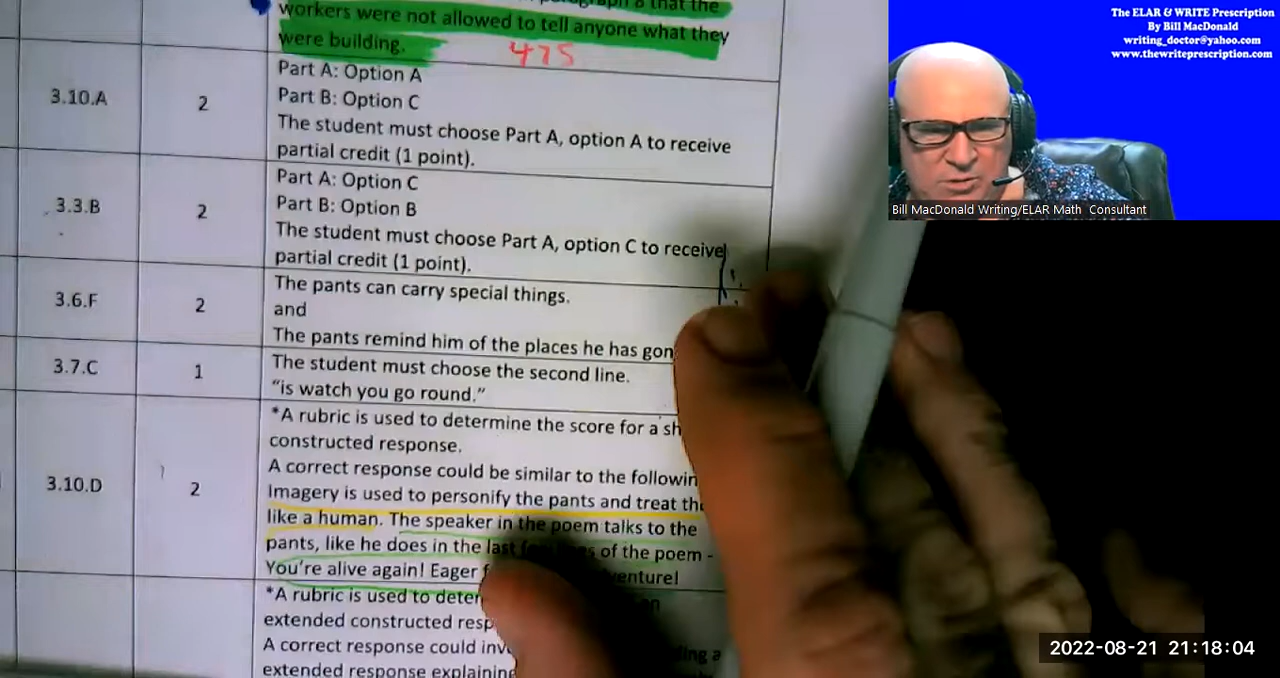 that the
workers were not allowed to tell anyone what they
were building.
475
3.10.A
2
Part A: Option A
Part B: Option C
The student must choose Part A, option A to receive
partial credit (1 point).
3.3.B
2
Part A: Option C
Part B: Option B
The student must choose Part A, option C to receive
partial credit (1 point).
3.6.F
2
The pants can carry special things.
and
The pants remind him of the places he has gon
3.7.C
1
The student must choose the second line.
“is watch you go round.”
3.10.D
2
*A rubric is used to determine the score for a sh
constructed response.
A correct response could be similar to the followin
Imagery is used to personify the pants and treat th
like a human. The speaker in the poem talks to the
pants, like he does in the last of the poem -
You're alive again! Eager venture!
*A rubric is used to deter
extended constructed resp
A correct response could inv ding a
extended response explaining
The ELAR & WRITE Prescription
By Bill MacDonald
writing_doctor@yahoo.com
www.thewriteprescription.com
Bill MacDonald Writing/ELAR Math Consultant
2022-08-21 21:18:04